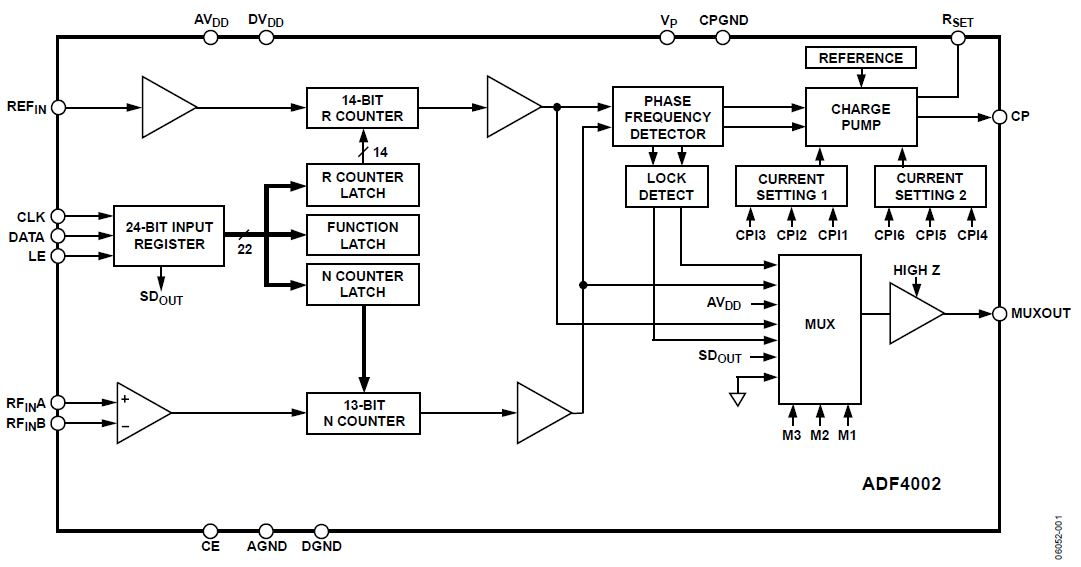 AVDD DVDD VP CPGND RSET
REFERENCE
REFIN
14-BIT
R COUNTER
PHASE
FREQUENCY
DETECTOR
CHARGE
PUMP
CP
14
R COUNTER
LATCH
LOCK
DETECT
CURRENT
SETTING 1
CURRENT
SETTING 2
CLK
DATA
LE
24-BIT INPUT
REGISTER
22
FUNCTION
LATCH
CPI3 CPI2 CPI1 CPI6 CPI5 CPI4
N COUNTER
LATCH
SDOUT
HIGH Z
AVDD
MUX
MUXOUT
SDOUT
RFINA
RFINB
+
–
13-BIT
N COUNTER
M3 M2 M1
ADF4002
CE AGND DGND
06052-001